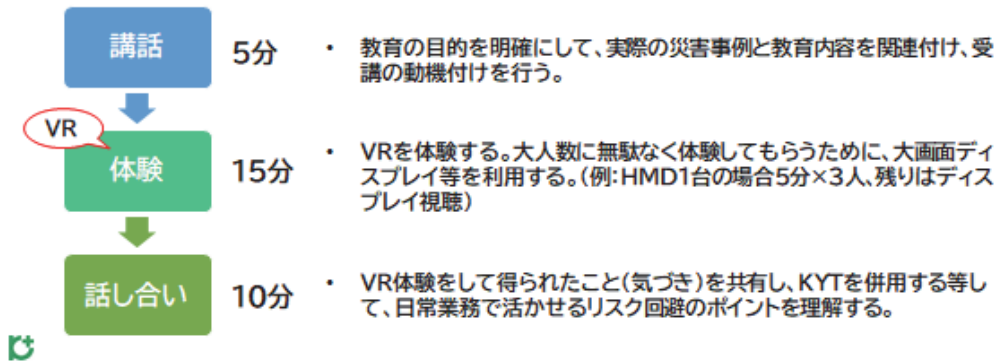 講話
5分
・ 教育の目的を明確にして、実際の災害事例と教育内容を関連付け、受
講の動機付けを行う。
VR
体験
15分
・ VRを体験する。大人数に無駄なく体験してもらうために、大画面ディ
スプレイ等を利用する。(例:HMD1台の場合5分×3人、残りはディス
プレイ視聴)
話し合い
10分
・ VR体験をして得られたこと(気づき)を共有し、KYTを併用する等し
て、日常業務で活かせるリスク回避のポイントを理解する。